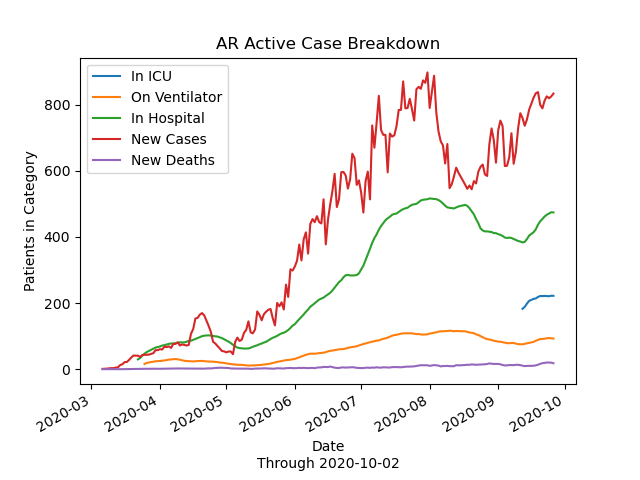 AR Active Case Breakdown
In ICU
On Ventilator
In Hospital
New Cases
New Deaths
Patients in Category
800
600
400
200
0
2020-03
2020-04
2020-05
2020-06
2020-07
2020-08
2020-09
2020-10
Date
Through 2020-10-02